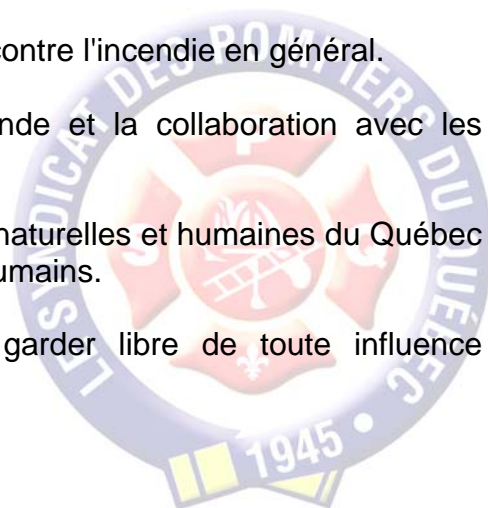 contre l'incendie en général.
nde et la collaboration avec les
naturelles et humaines du Québec
umains.
garder libre de toute influence
LE SYNDICAT DES POMPIERS DU QUÉBEC
S P Q
1945